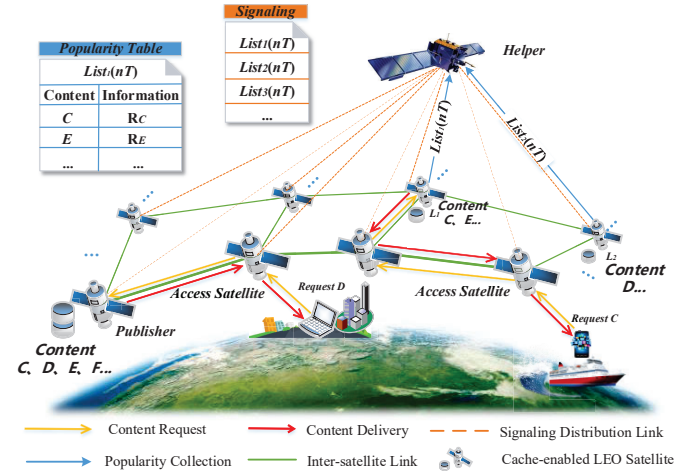 Popularity Table
List₁(nT)
Content Information
C R_C
E R_E
... ...
Signaling
List₁(nT)
List₂(nT)
List₃(nT)
...
Helper
List₁(nT)
List₂(nT)
...
...
...
...
L₁
Content
C, E...
L₂
Content
D...
Access Satellite
Request D
Access Satellite
Request C
Publisher
Content
C、D、E、F...
Content Request
Content Delivery
Signaling Distribution Link
Popularity Collection
Inter-satellite Link
Cache-enabled LEO Satellite